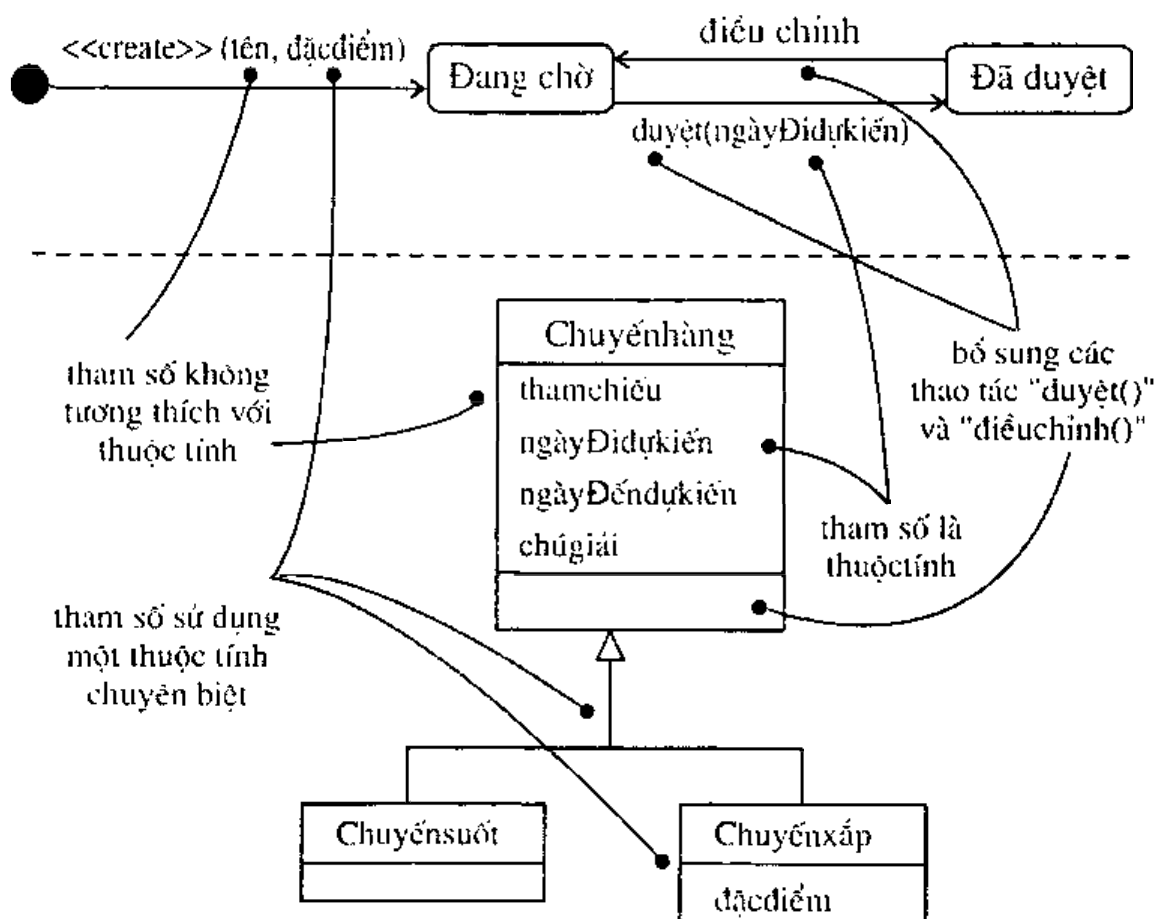 <<create>> (tên, đặcđiểm)
điều chỉnh
Đang chờ
Đã duyệt
duyệt(ngàyĐidựkiến)
Chuyếnhàng
thamchiếu
ngàyĐidựkiến
ngàyĐếndựkiến
chúgiải
tham số không
tương thích với
thuộc tính
bổ sung các
thao tác "duyệt()"
và "điềuchỉnh()"
tham số là
thuộctính
tham số sử dụng
một thuộc tính
chuyên biệt
Chuyếnsuốt
Chuyếnxắp
đặcđiểm